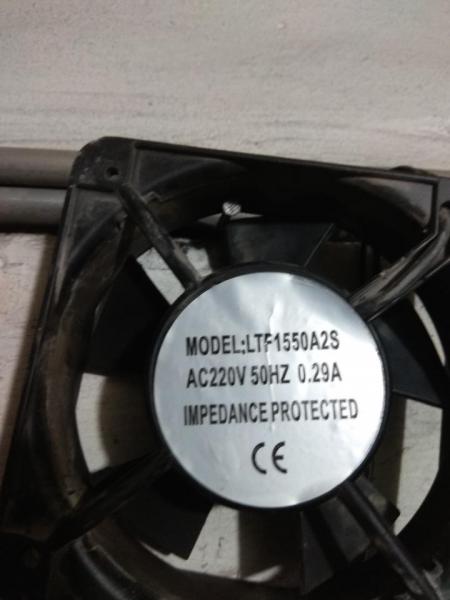 MODEL;LTF1550A2S
AC220V 50HZ 0.29A
IMPEDANCE PROTECTED
CE